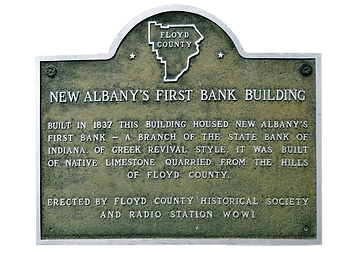 FLOYD
COUNTY
NEW ALBANY'S FIRST BANK BUILDING
BUILT IN 1837 THIS BUILDING HOUSED NEW ALBANY'S
FIRST BANK – A BRANCH OF THE STATE BANK OF
INDIANA. OF GREEK REVIVAL STYLE, IT WAS BUILT
OF NATIVE LIMESTONE QUARRIED FROM THE HILLS
OF FLOYD COUNTY.
ERECTED BY FLOYD COUNTY HISTORICAL SOCIETY
AND RADIO STATION WOWI